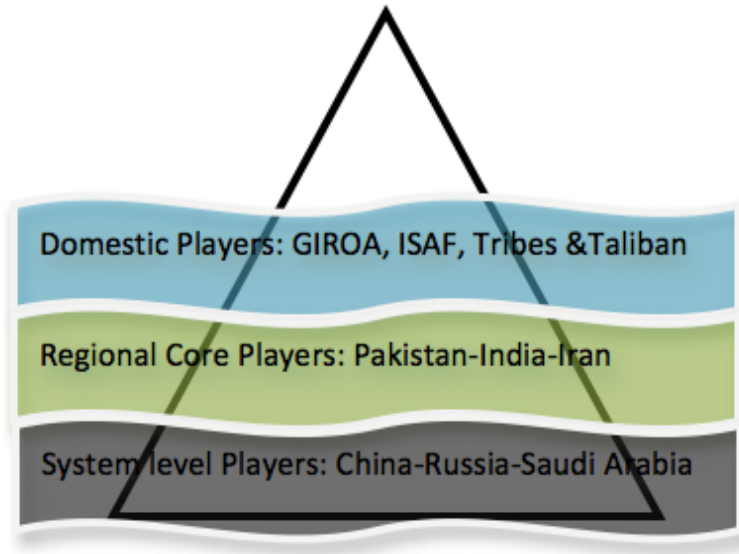 Domestic Players: GIROA, ISAF, Tribes &Taliban
Regional Core Players: Pakistan-India-Iran
System level Players: China-Russia-Saudi Arabia